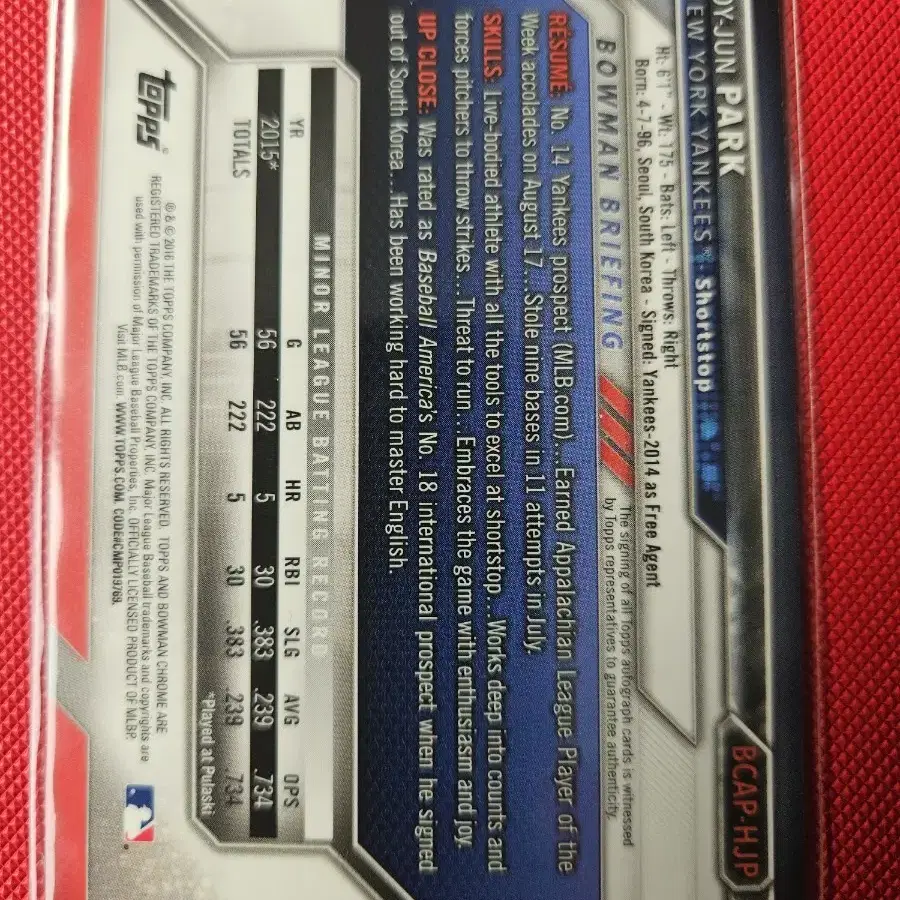 OY-JUN PARK
EW YORK YANKEES™ • Shortstop
BCAP-HJP
Ht: 6'1" - Wt: 175 - Bats: Left - Throws: Right
Born: 4-7-96, Seoul, South Korea - Signed: Yankees-2014 as Free Agent
BOWMAN BRIEFING
The signing of all Topps autograph cards is witnessed
by Topps representatives to guarantee authenticity.
RÉSUMÉ: No. 14 Yankees prospect (MLB.com)...Earned Appalachian League Player of the
Week accolades on August 17...Stole nine bases in 11 attempts in July.
SKILLS: Live-bodied athlete with all the tools to excel at shortstop...Works deep into counts and
forces pitchers to throw strikes...Threat to run...Embraces the game with enthusiasm and joy.
UP CLOSE: Was rated as Baseball America's No. 18 international prospect when he signed
out of South Korea...Has been working hard to master English.
MINOR LEAGUE BATTING RECORD
YR G AB HR RBI SLG AVG OPS
2015* 56 222 5 30 .383 .239 .734
TOTALS 56 222 5 30 .383 .239 .734
*Played at Pulaski
topps®
® & © 2016 THE TOPPS COMPANY, INC. ALL RIGHTS RESERVED. TOPPS AND BOWMAN CHROME ARE
REGISTERED TRADEMARKS OF THE TOPPS COMPANY, INC. Major League Baseball trademarks and copyrights are
used with permission of Major League Baseball Properties, Inc. OFFICIALLY LICENSED PRODUCT OF MLBP.
Visit MLB.com. WWW.TOPPS.COM. CODE#CMP019769.